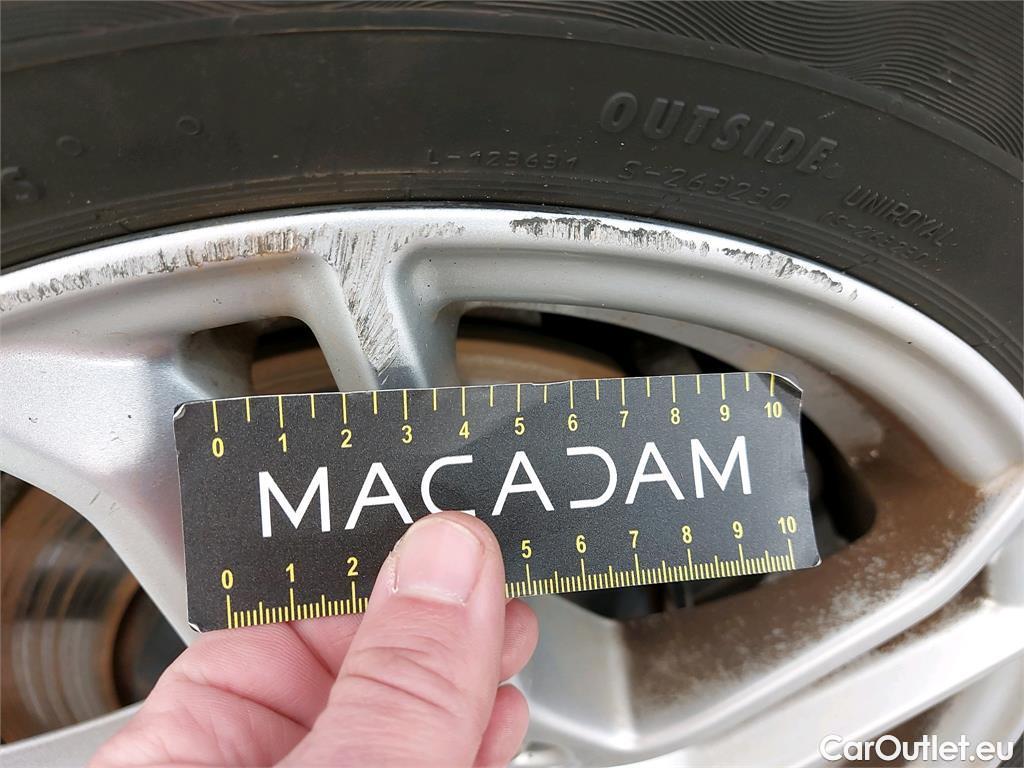 OUTSIDE
L-123631 S-263230
UNIROYAL
0 1 2 3 4 5 6 7 8 9 10
MACADAM
0 1 2 5 6 7 8 9 10
CarOutlet.eu